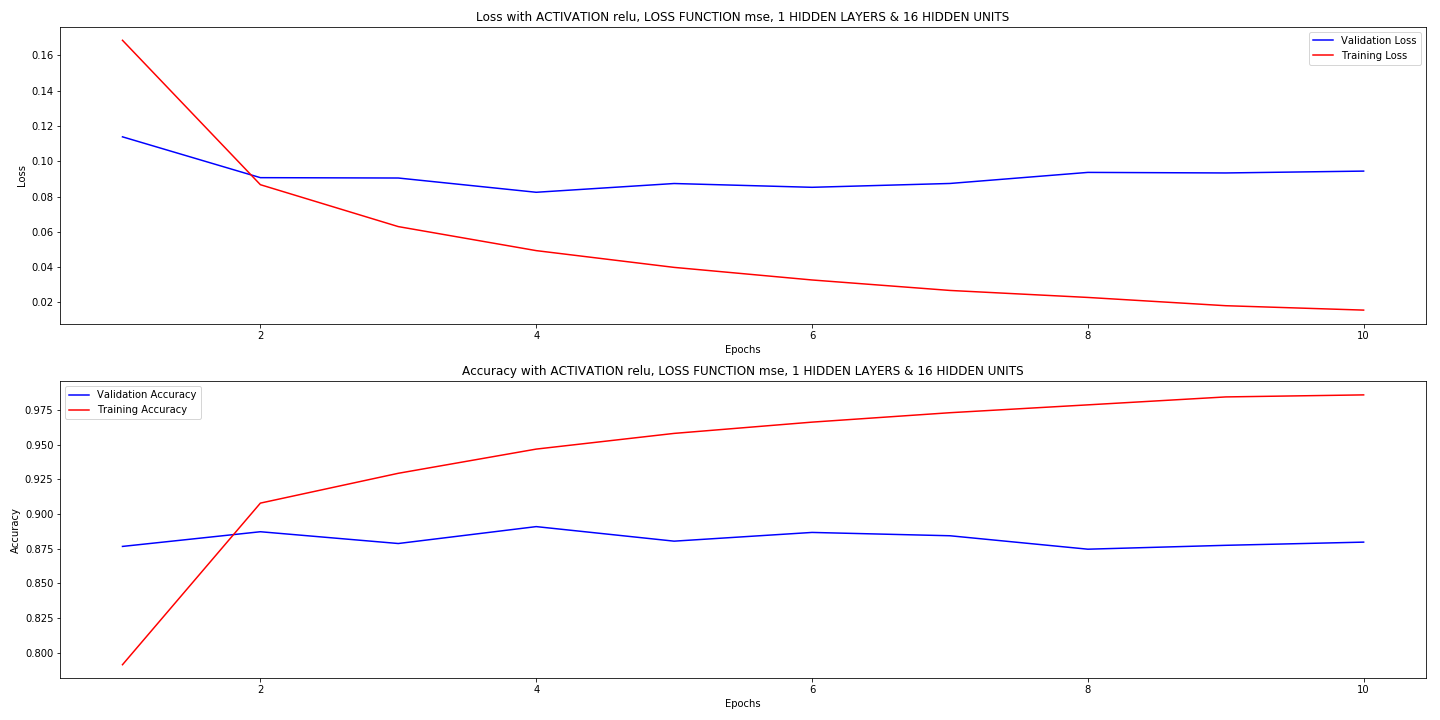 Loss with ACTIVATION relu, LOSS FUNCTION mse, 1 HIDDEN LAYERS & 16 HIDDEN UNITS
Validation Loss
Training Loss
0.16
0.14
0.12
0.10
0.08
0.06
0.04
0.02
Loss
2 4 6 8 10
Epochs
Accuracy with ACTIVATION relu, LOSS FUNCTION mse, 1 HIDDEN LAYERS & 16 HIDDEN UNITS
Validation Accuracy
Training Accuracy
0.975
0.950
0.925
0.900
0.875
0.850
0.825
0.800
Accuracy
2 4 6 8 10
Epochs